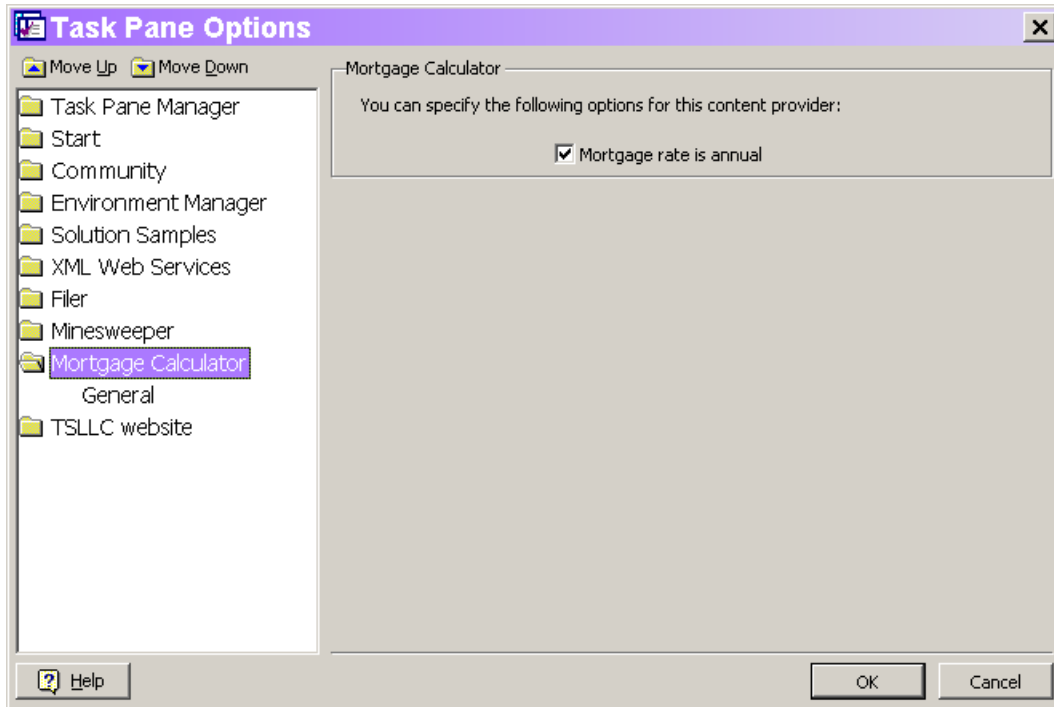 Task Pane Options
Move Up Move Down
Task Pane Manager
Start
Community
Environment Manager
Solution Samples
XML Web Services
Filer
Minesweeper
Mortgage Calculator
General
TSLLC website
Mortgage Calculator
You can specify the following options for this content provider:
Mortgage rate is annual
Help
OK Cancel